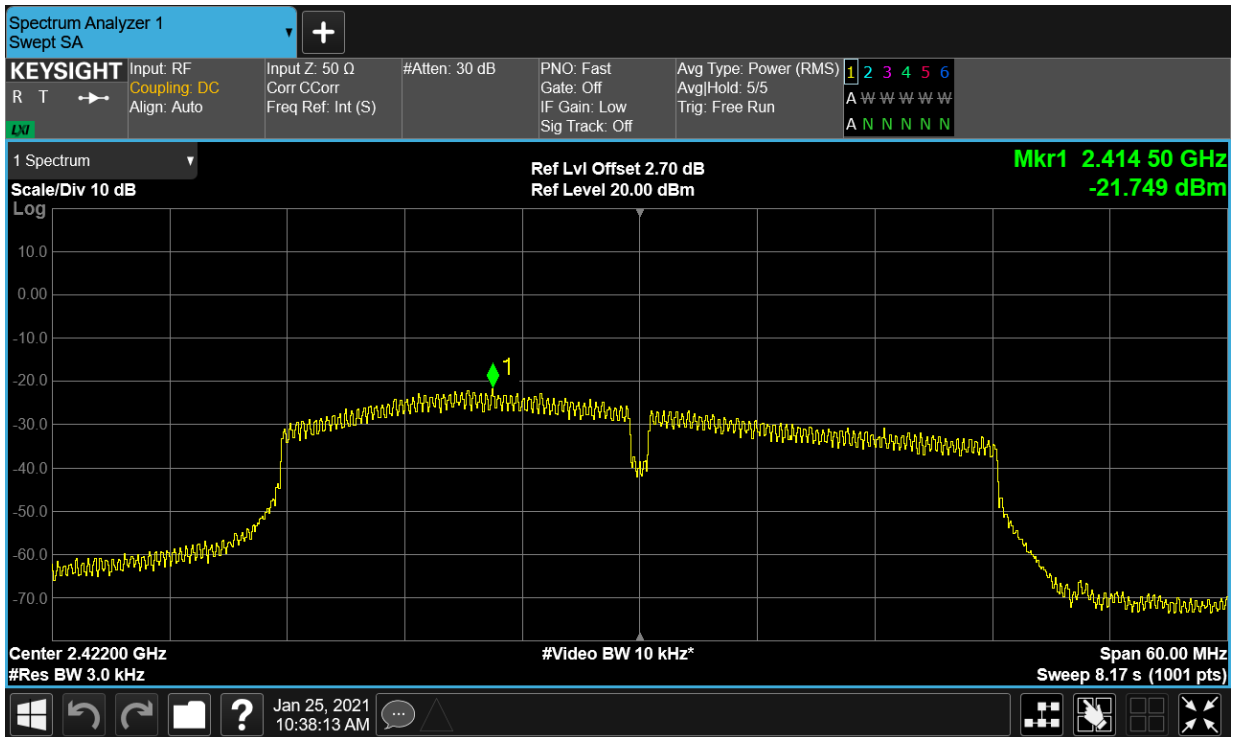 Spectrum Analyzer 1
Swept SA
KEYSIGHT
R T
LXI
Input: RF
Coupling: DC
Align: Auto
Input Z: 50 Ω
Corr CCorr
Freq Ref: Int (S)
#Atten: 30 dB
PNO: Fast
Gate: Off
IF Gain: Low
Sig Track: Off
Avg Type: Power (RMS)
Avg|Hold: 5/5
Trig: Free Run
1 2 3 4 5 6
A W W W W W
A N N N N N
1 Spectrum
Scale/Div 10 dB
Ref Lvl Offset 2.70 dB
Ref Level 20.00 dBm
Mkr1 2.414 50 GHz
-21.749 dBm
Log
10.0
0.00
-10.0
1
-20.0
-30.0
-40.0
-50.0
-60.0
-70.0
Center 2.42200 GHz
#Res BW 3.0 kHz
#Video BW 10 kHz*
Span 60.00 MHz
Sweep 8.17 s (1001 pts)
?
Jan 25, 2021
10:38:13 AM